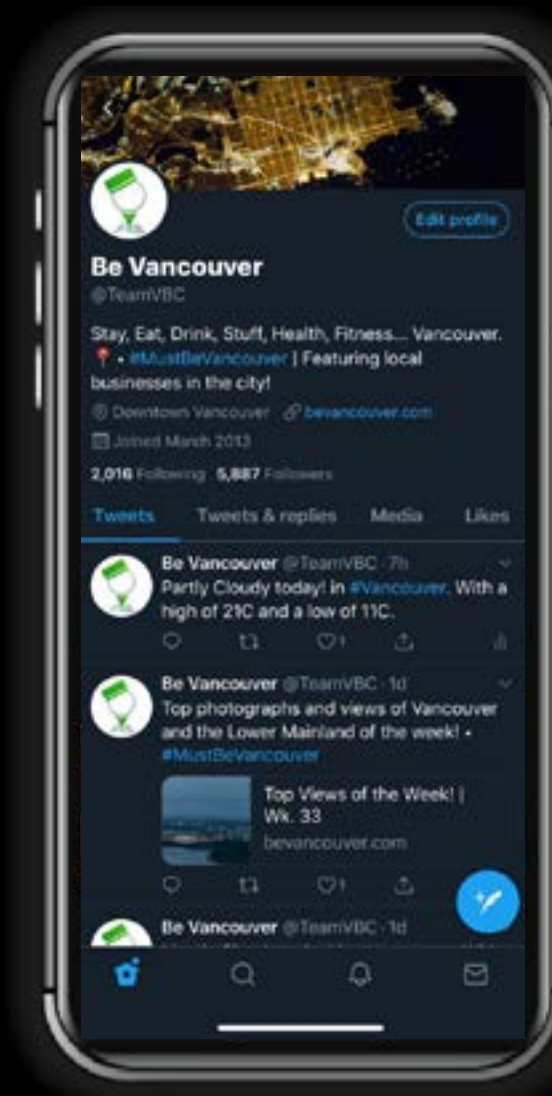 Edit profile
Be Vancouver
@TeamVBC
Stay, Eat, Drink, Stuff, Health, Fitness... Vancouver.
📍 • #MustBeVancouver | Featuring local
businesses in the city!
Downtown Vancouver bevancouver.com
Joined March 2013
2,016 Following 5,887 Followers
Tweets Tweets & replies Media Likes
Be Vancouver @TeamVBC · 7h
Partly Cloudy today! in #Vancouver. With a
high of 21C and a low of 11C.
1
Be Vancouver @TeamVBC · 1d
Top photographs and views of Vancouver
and the Lower Mainland of the week! •
#MustBeVancouver
Top Views of the Week! |
Wk. 33
bevancouver.com
1
Be Vancouver @TeamVBC · 1d